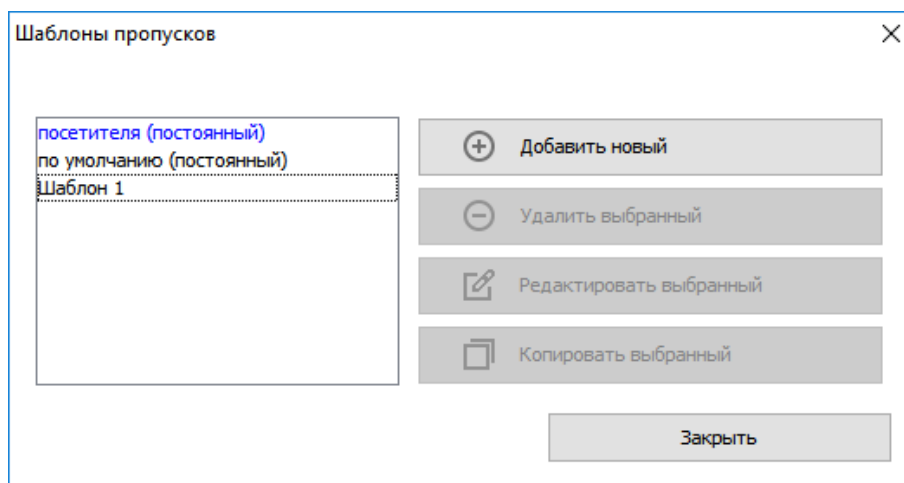 Шаблоны пропусков
посетителя (постоянный)
по умолчанию (постоянный)
Шаблон 1
Добавить новый
Удалить выбранный
Редактировать выбранный
Копировать выбранный
Закрыть